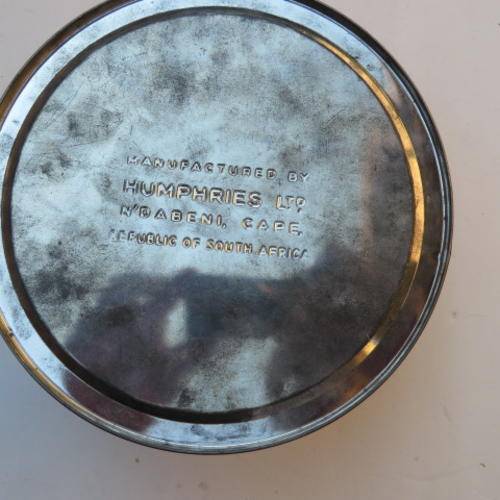 MANUFACTURED BY
HUMPHRIES LTD
N'DABENI, CAPE,
REPUBLIC OF SOUTH AFRICA